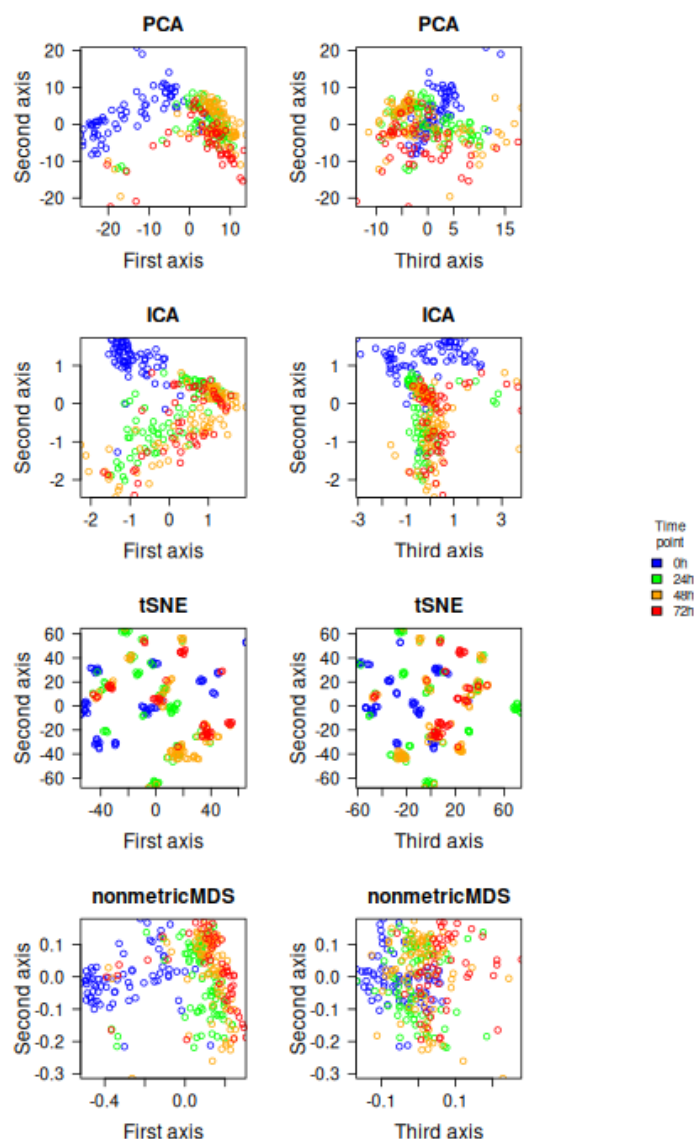 PCA PCA
20 20
10 10
0 0
-10 -10
-20 -20
Second axis Second axis
-20 -10 0 10 -10 0 5 15
First axis Third axis
ICA ICA
1 1
0 0
-1 -1
-2 -2
Second axis Second axis
-2 -1 0 1 -3 -1 1 3
First axis Third axis
Time
point
0h
24h
48h
72h
tSNE tSNE
60 60
40 40
20 20
0 0
-20 -20
-40 -40
-60 -60
Second axis Second axis
-40 0 40 -60 -20 20 60
First axis Third axis
nonmetricMDS nonmetricMDS
0.1 0.1
0.0 0.0
-0.1 -0.1
-0.2 -0.2
-0.3 -0.3
Second axis Second axis
-0.4 0.0 -0.1 0.1
First axis Third axis